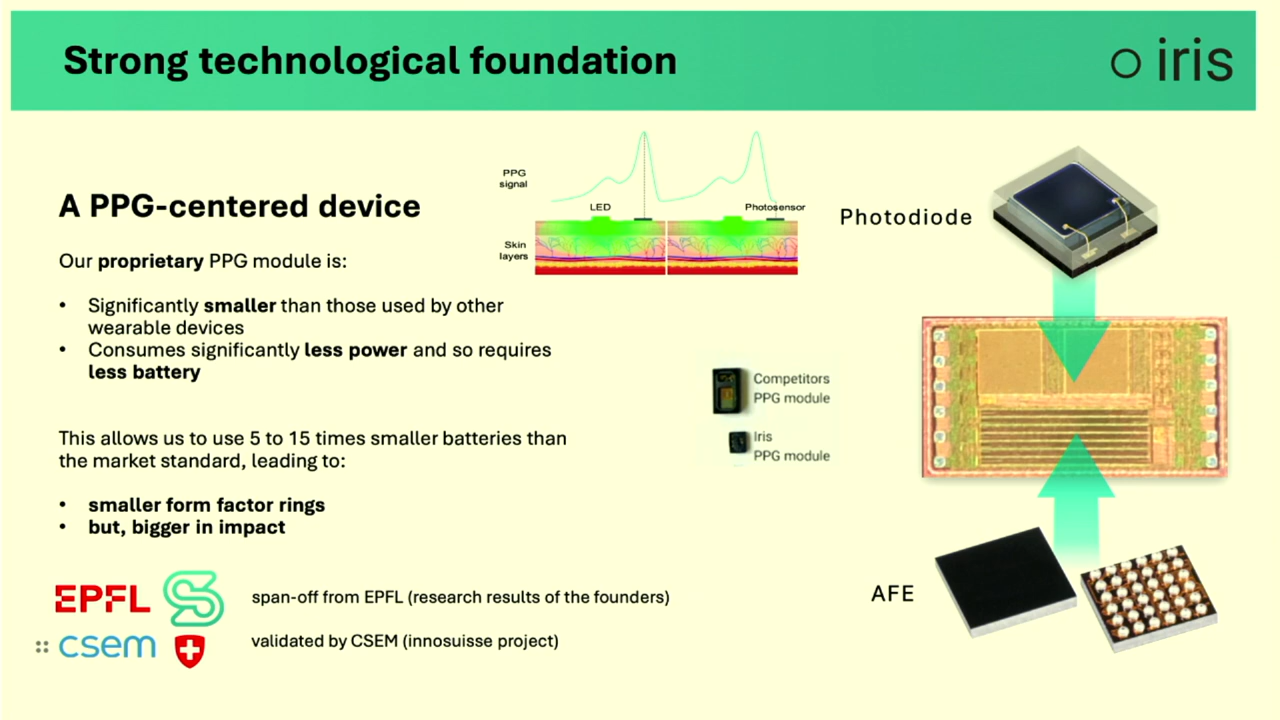 Strong technological foundation
iris
A PPG-centered device
Our proprietary PPG module is:
• Significantly smaller than those used by other
wearable devices
• Consumes significantly less power and so requires
less battery
This allows us to use 5 to 15 times smaller batteries than
the market standard, leading to:
• smaller form factor rings
• but, bigger in impact
PPG
signal
LED
Photosensor
Skin
layers
Competitors
PPG module
Iris
PPG module
Photodiode
AFE
EPFL
span-off from EPFL (research results of the founders)
csem
validated by CSEM (innosuisse project)